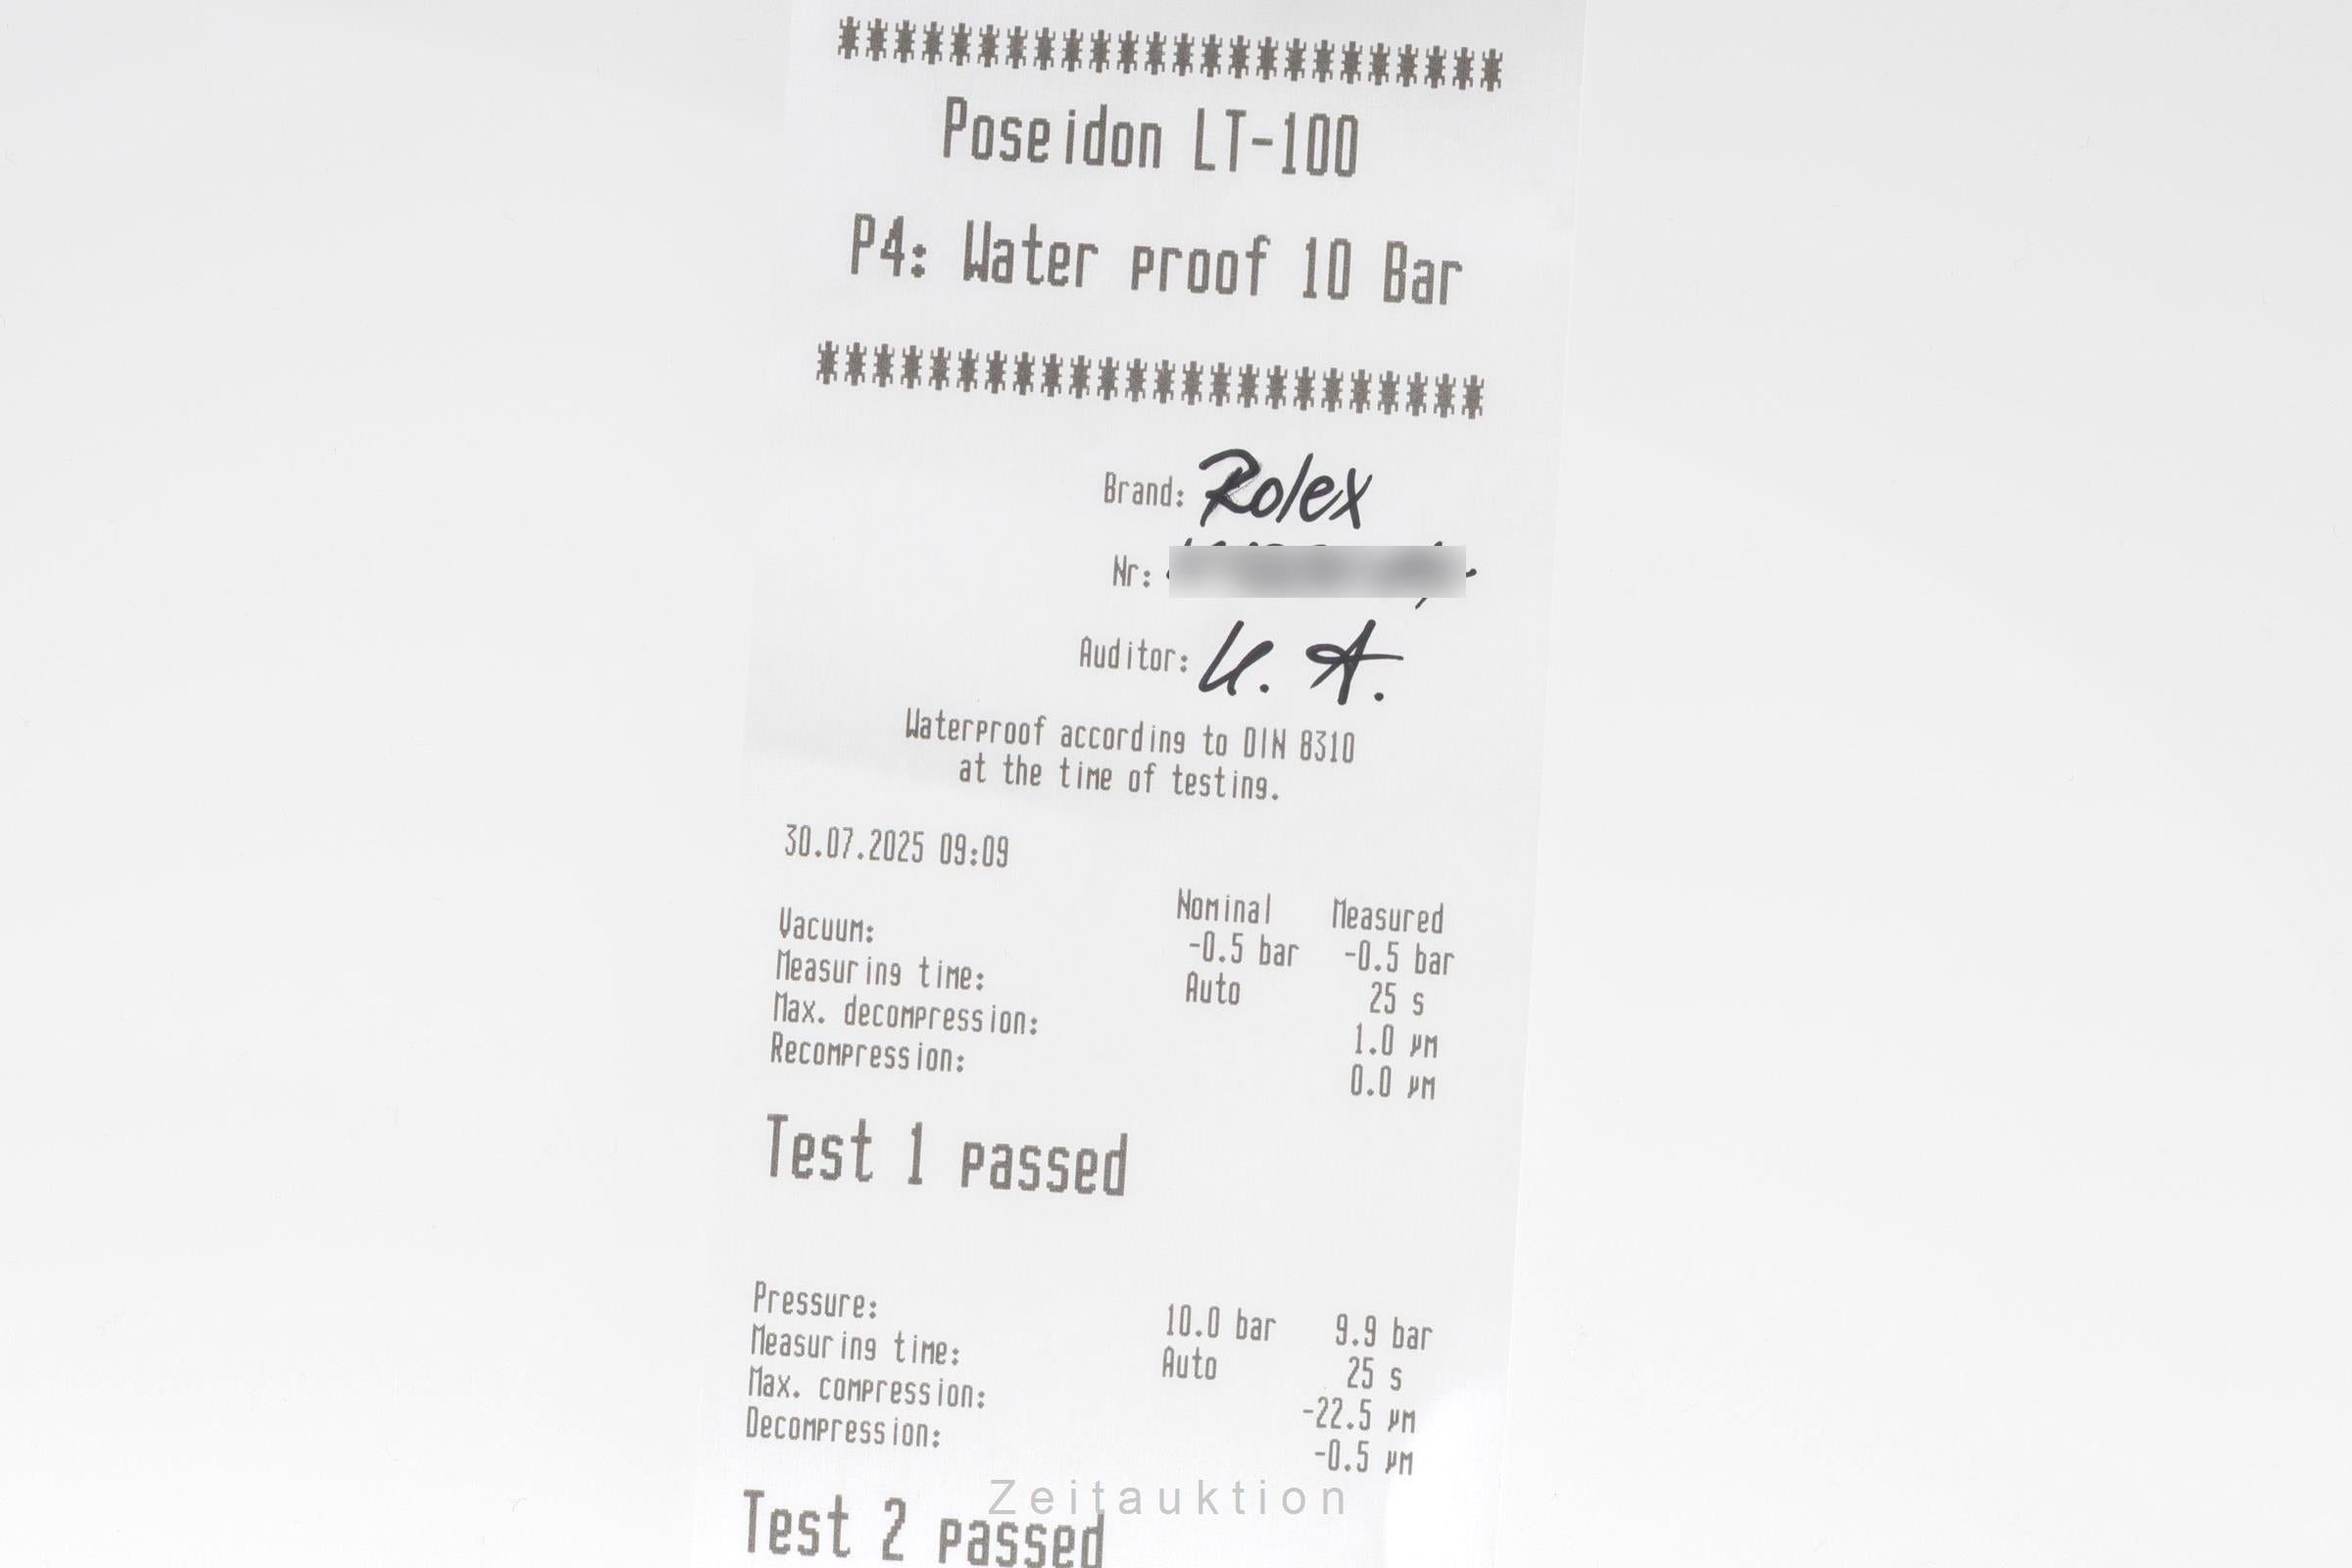 ************************
Poseidon LT-100
P4: Water proof 10 Bar
************************
Brand: Rolex
Nr:
Auditor: U. A.
Waterproof according to DIN 8310
at the time of testing.
30.07.2025 09:09
Nominal Measured
Vacuum: -0.5 bar -0.5 bar
Measuring time: Auto 25 s
Max. decompression: 1.0 µm
Recompression: 0.0 µm
Test 1 passed
Pressure: 10.0 bar 9.9 bar
Measuring time: Auto 25 s
Max. compression: -22.5 µm
Decompression: -0.5 µm
Zeitauktion
Test 2 passed